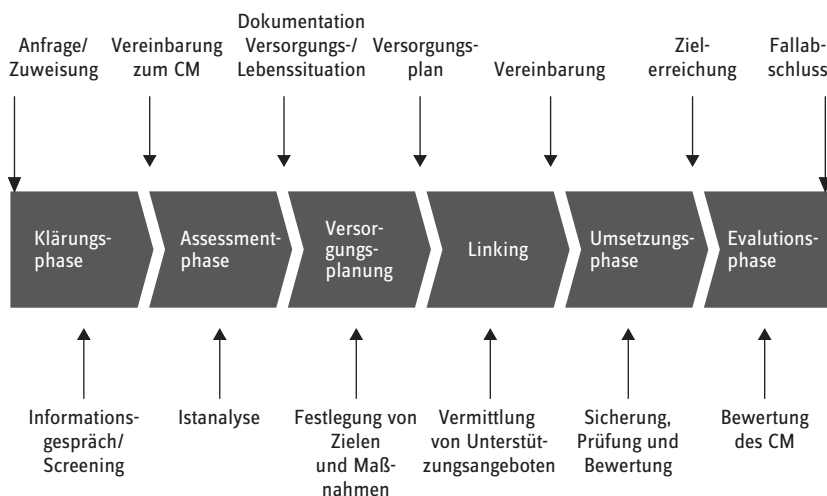 Anfrage/
Zuweisung
Vereinbarung
zum CM
Dokumentation
Versorgungs-/
Lebenssituation
Versorgungs-
plan
Vereinbarung
Ziel-
erreichung
Fallab-
schluss
Klärungs-
phase
Assessment-
phase
Versor-
gungs-
planung
Linking
Umsetzungs-
phase
Evalutions-
phase
Informations-
gespräch/
Screening
Istanalyse
Festlegung von
Zielen
und Maß-
nahmen
Vermittlung
von Unterstüt-
zungsangeboten
Sicherung,
Prüfung und
Bewertung
Bewertung
des CM